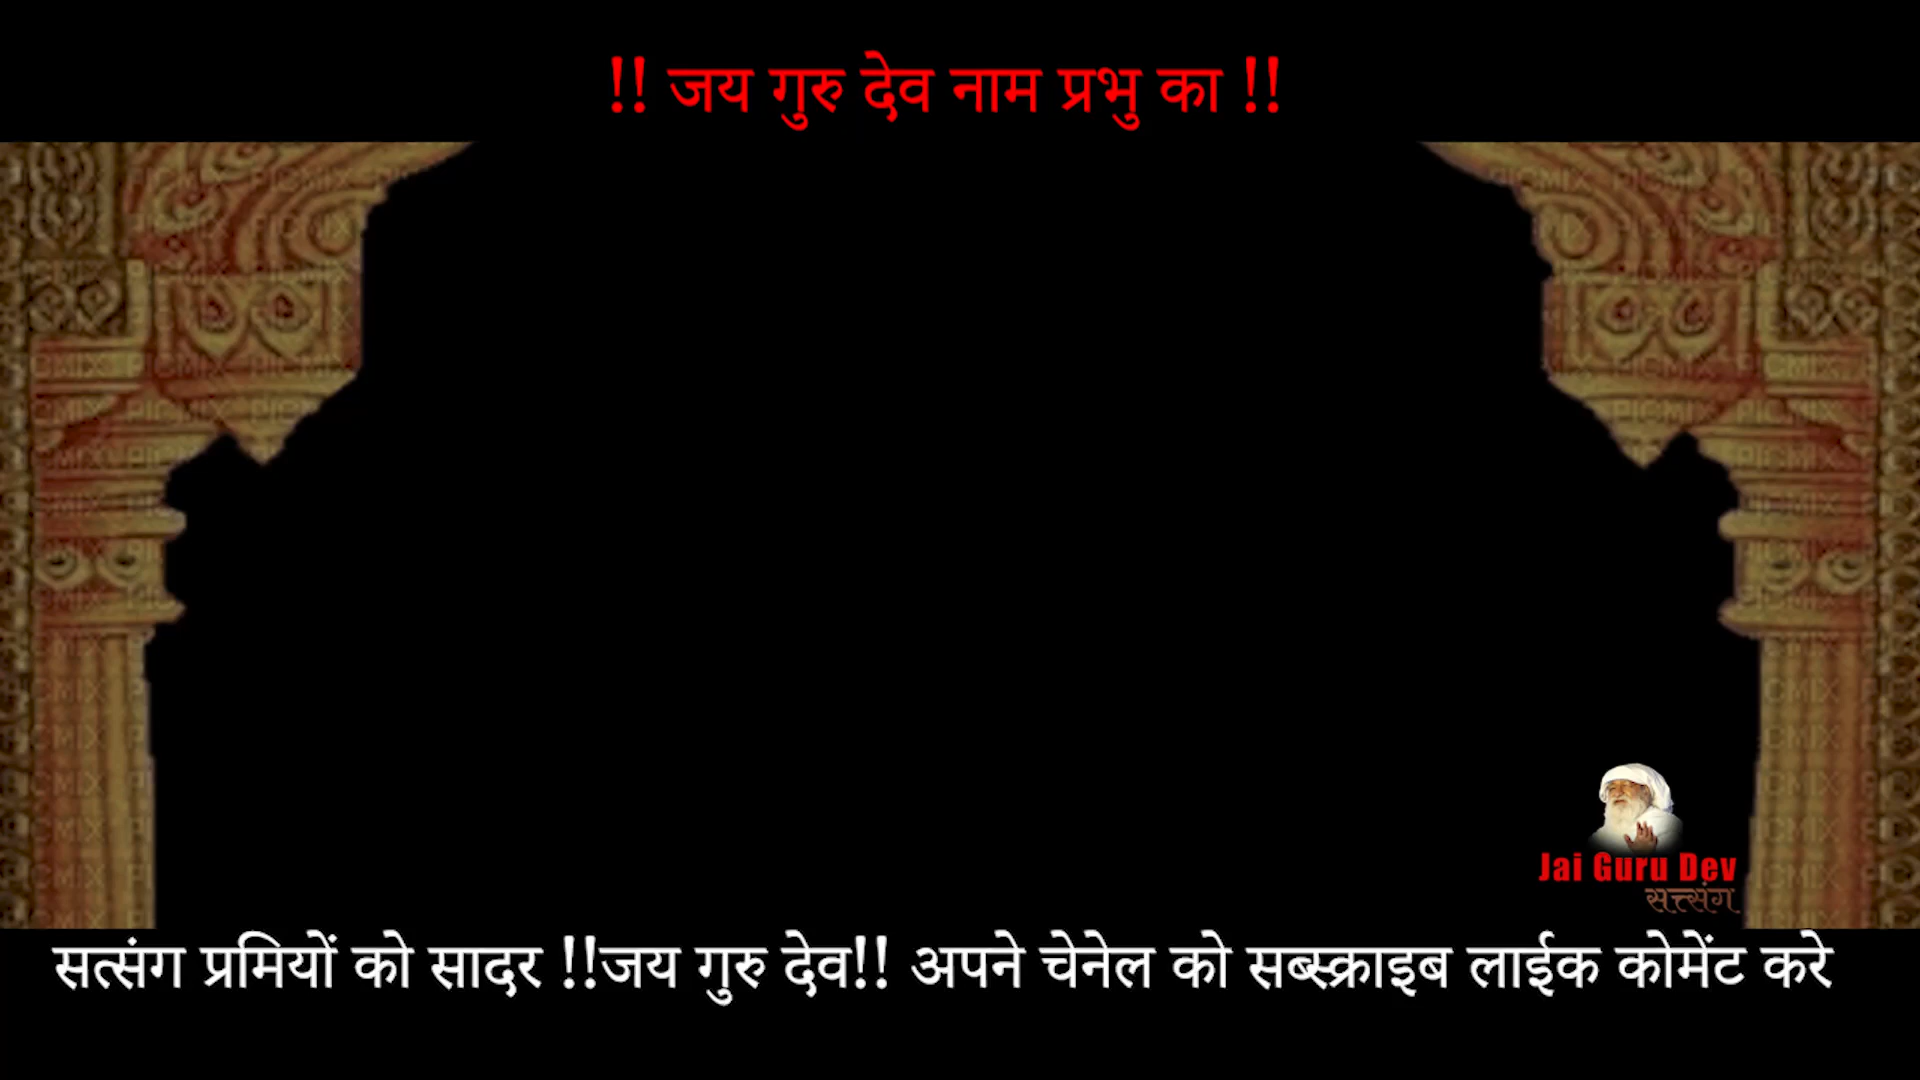 !! जय गुरु देव नाम प्रभु का !!
Jai Guru Dev
सत्संग
सत्संग प्रमियों को सादर !!जय गुरु देव!! अपने चेनेल को सब्स्क्राइब लाईक कोमेंट करे